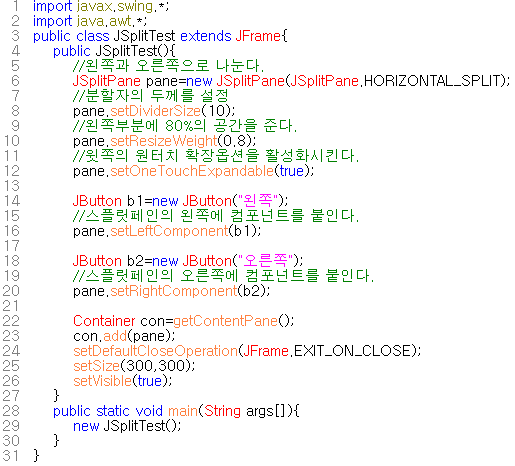 1 import javax.swing.*;
2 import java.awt.*;
3 public class JSplitTest extends JFrame{
4 public JSplitTest(){
5 //왼쪽과 오른쪽으로 나눈다.
6 JSplitPane pane=new JSplitPane(JSplitPane.HORIZONTAL_SPLIT);
7 //분할자의 두께를 설정
8 pane.setDividerSize(10);
9 //왼쪽부분에 80%의 공간을 준다.
10 pane.setResizeWeight(0.8);
11 //윗쪽의 원터치 확장옵션을 활성화시킨다.
12 pane.setOneTouchExpandable(true);
13
14 JButton b1=new JButton("왼쪽");
15 //스플릿페인의 왼쪽에 컴포넌트를 붙인다.
16 pane.setLeftComponent(b1);
17
18 JButton b2=new JButton("오른쪽");
19 //스플릿페인의 오른쪽에 컴포넌트를 붙인다.
20 pane.setRightComponent(b2);
21
22 Container con=getContentPane();
23 con.add(pane);
24 setDefaultCloseOperation(JFrame.EXIT_ON_CLOSE);
25 setSize(300,300);
26 setVisible(true);
27 }
28 public static void main(String args[]){
29 new JSplitTest();
30 }
31 }